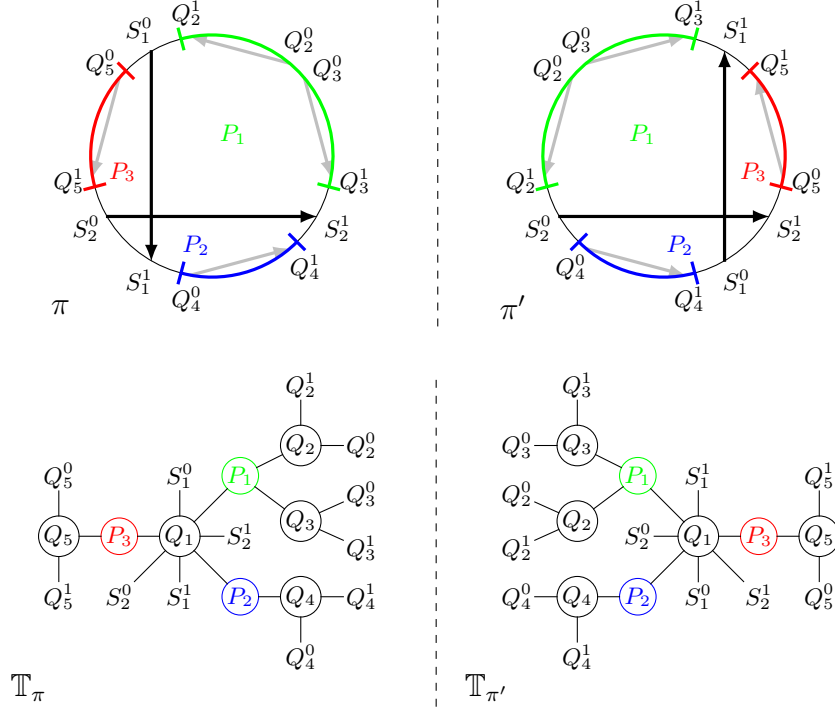 $Q_2^1$ $Q_3^1$
$S_1^0$ $S_1^1$
$Q_2^0$ $Q_3^0$
$Q_5^0$ $Q_5^1$
$Q_3^0$ $Q_2^0$
$P_1$ $P_1$
$P_3$ $P_3$
$Q_5^1$ $Q_3^1$ $Q_2^1$ $Q_5^0$
$S_2^0$ $S_2^1$ $S_2^0$ $S_2^1$
$P_2$ $P_2$
$Q_4^1$ $Q_4^0$
$S_1^1$ $S_1^0$
$Q_4^0$ $Q_4^1$
$\pi$ $\pi'$
$Q_2^1$ $Q_3^1$
$Q_2$ $Q_2^0$ $Q_3^0$ $Q_3$
$Q_5^0$ $S_1^0$ $P_1$ $P_1$ $S_1^1$ $Q_5^1$
$Q_3^0$ $Q_2^0$
$Q_3$ $Q_2$
$Q_5$ $P_3$ $Q_1$ $S_2^1$ $S_2^0$ $Q_1$ $P_3$ $Q_5$
$Q_3^1$ $Q_2^1$
$Q_5^1$ $S_2^0$ $S_1^1$ $P_2$ $Q_4$ $Q_4^1$ $Q_4^0$ $Q_4$ $P_2$ $S_1^0$ $S_2^1$ $Q_5^0$
$Q_4^0$ $Q_4^1$
$\mathbb{T}_\pi$ $\mathbb{T}_{\pi'}$